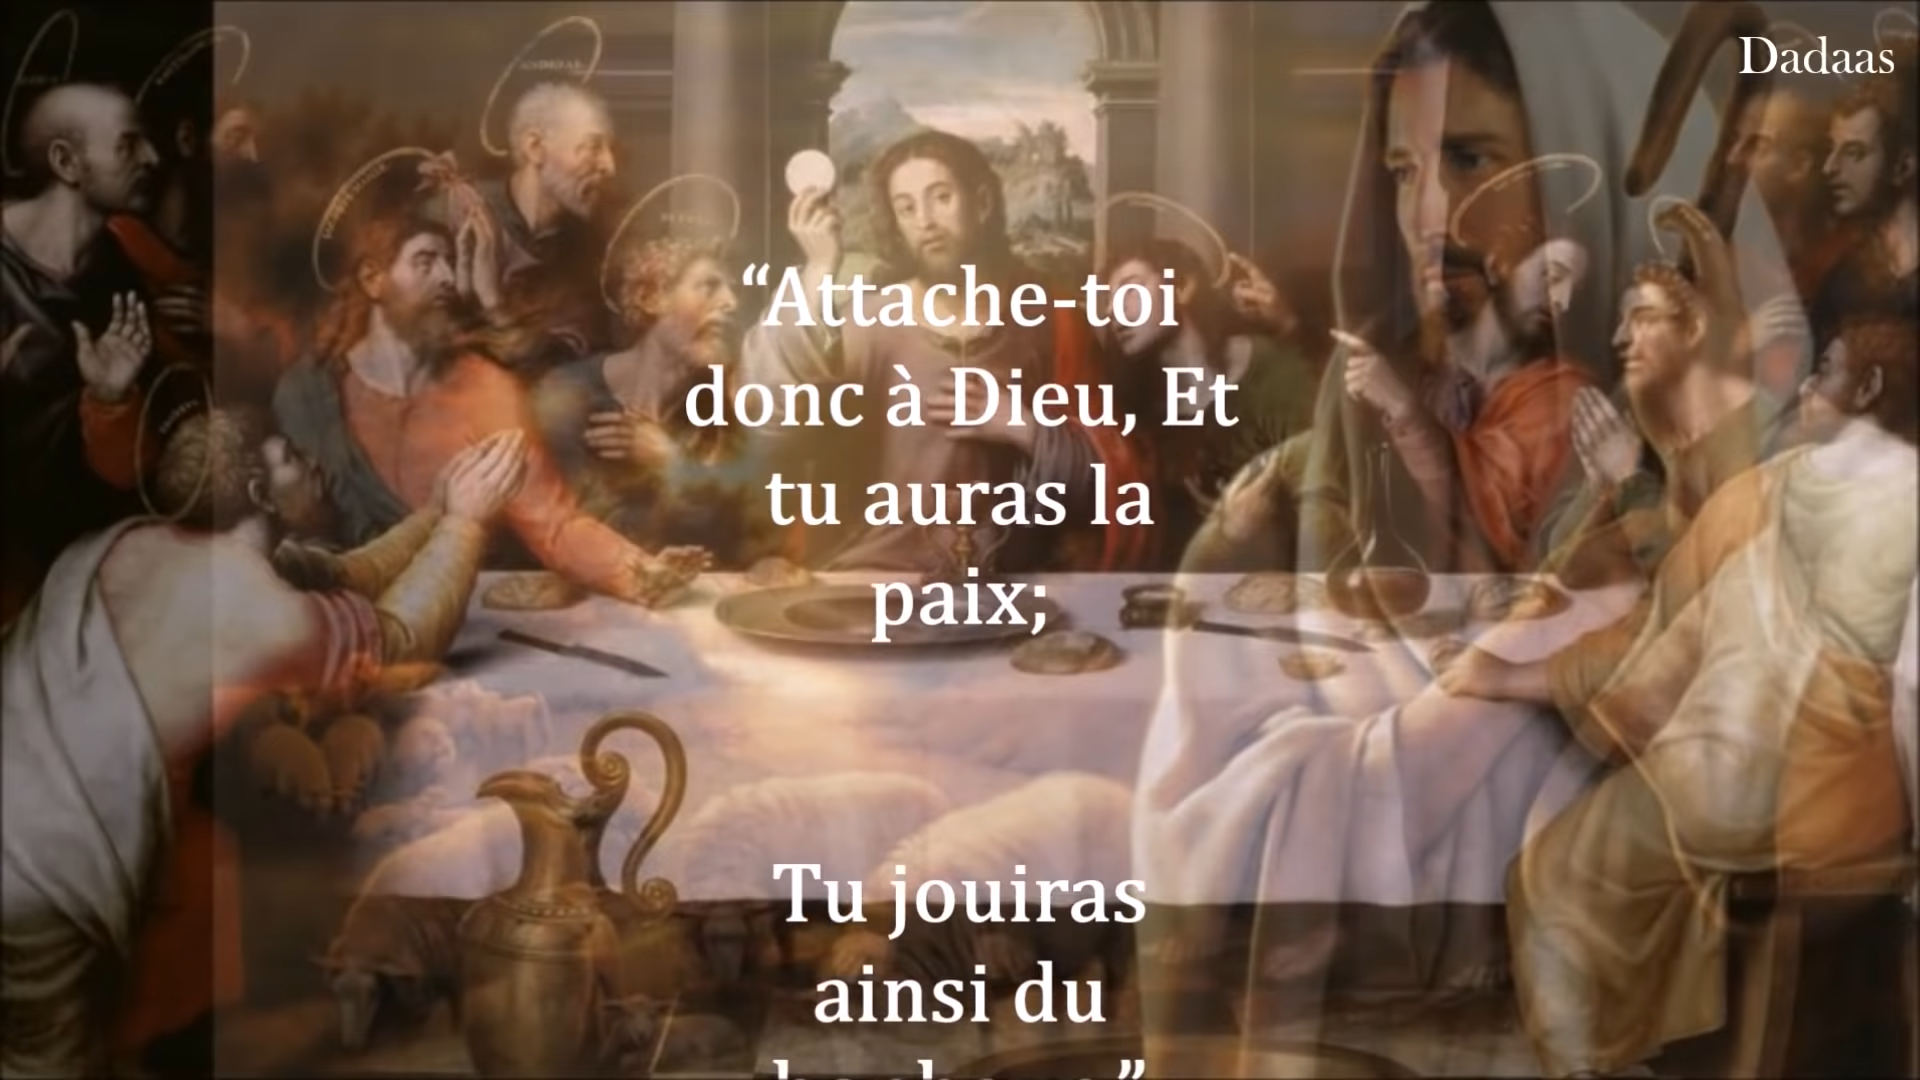 Dadaas
“Attache-toi
donc à Dieu, Et
tu auras la
paix;
Tu jouiras
ainsi du